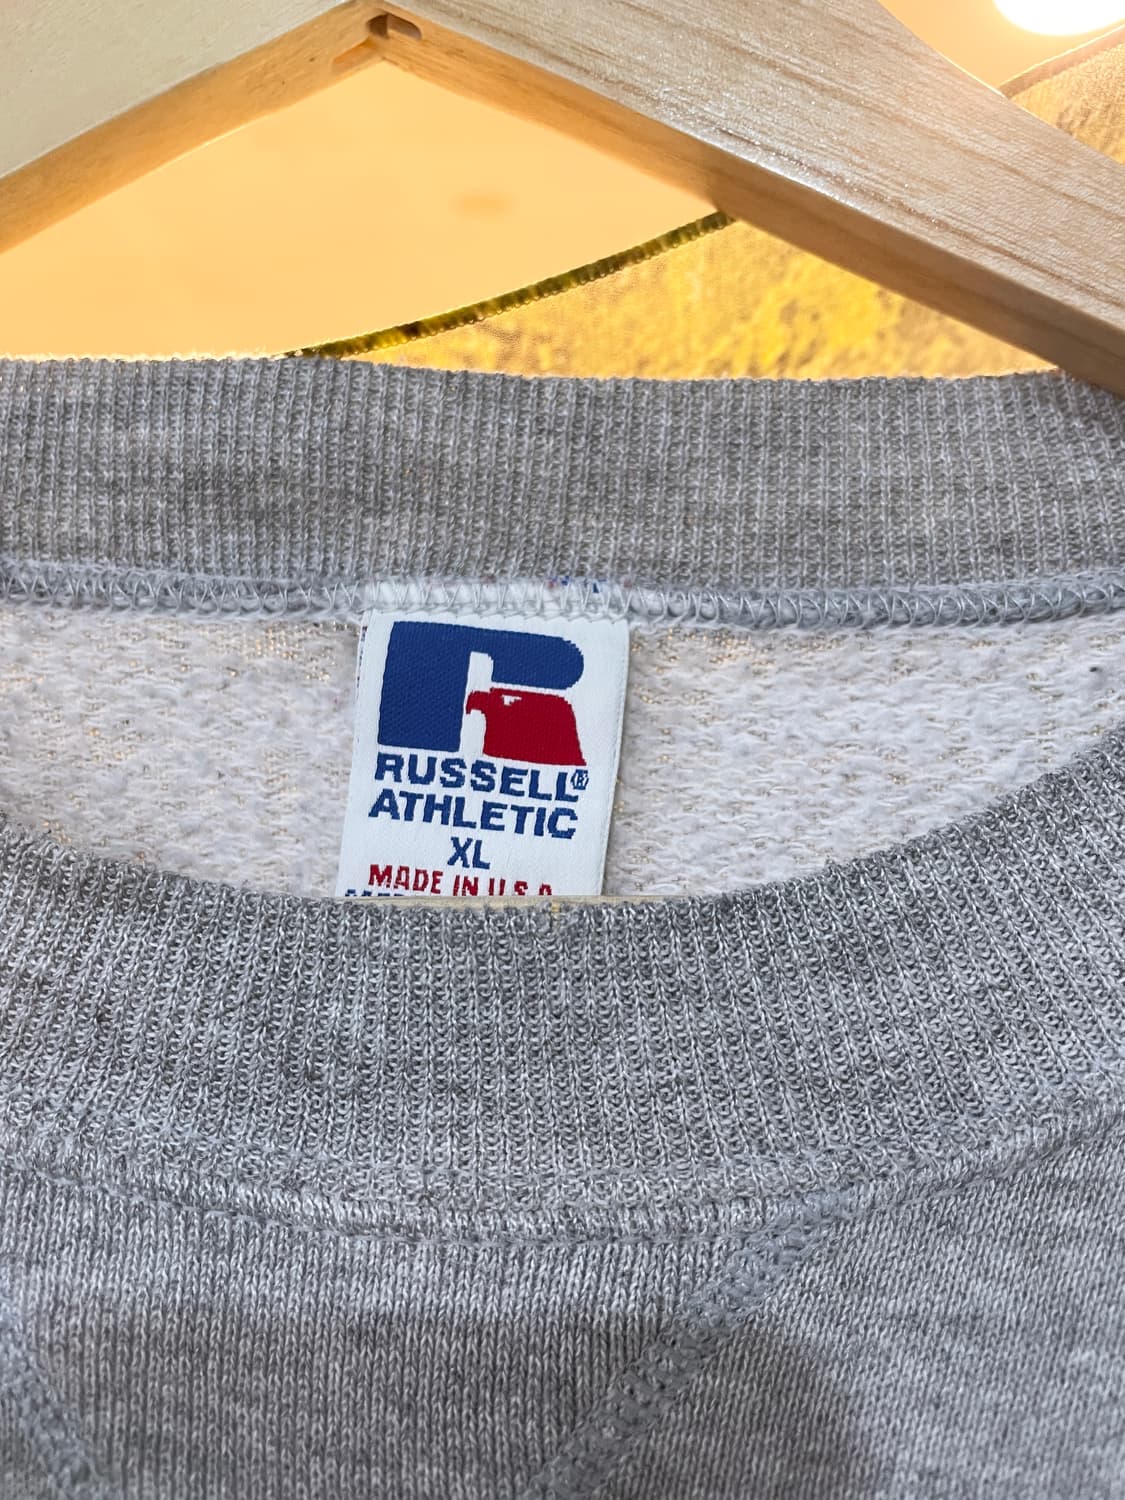 RUSSELL®
ATHLETIC
XL
MADE IN U.S.A.